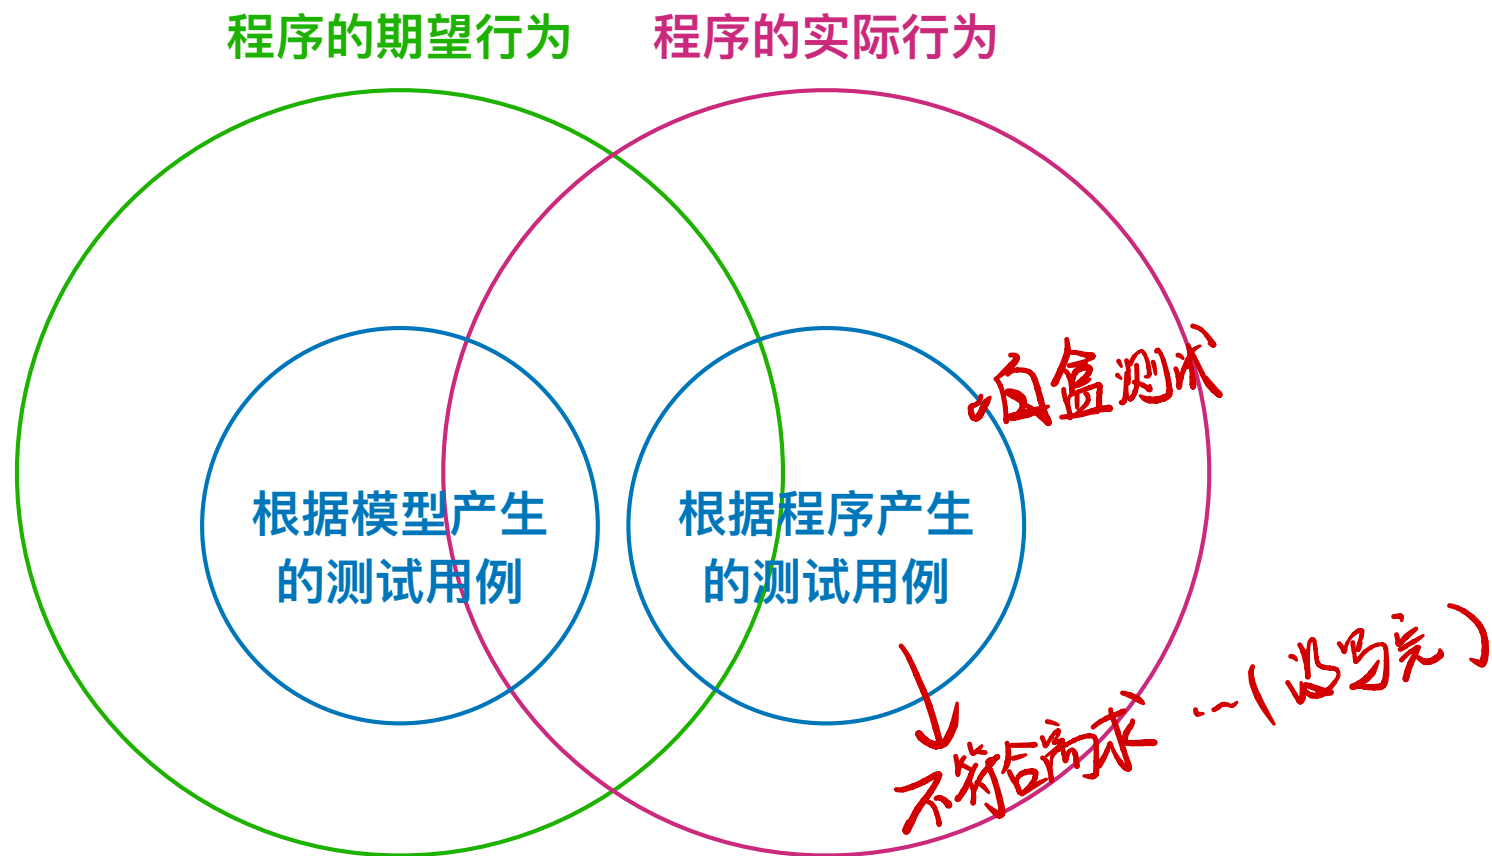 程序的期望行为
程序的实际行为
白盒测试
根据模型产生
的测试用例
根据程序产生
的测试用例
不符合需求 ...(没写完)